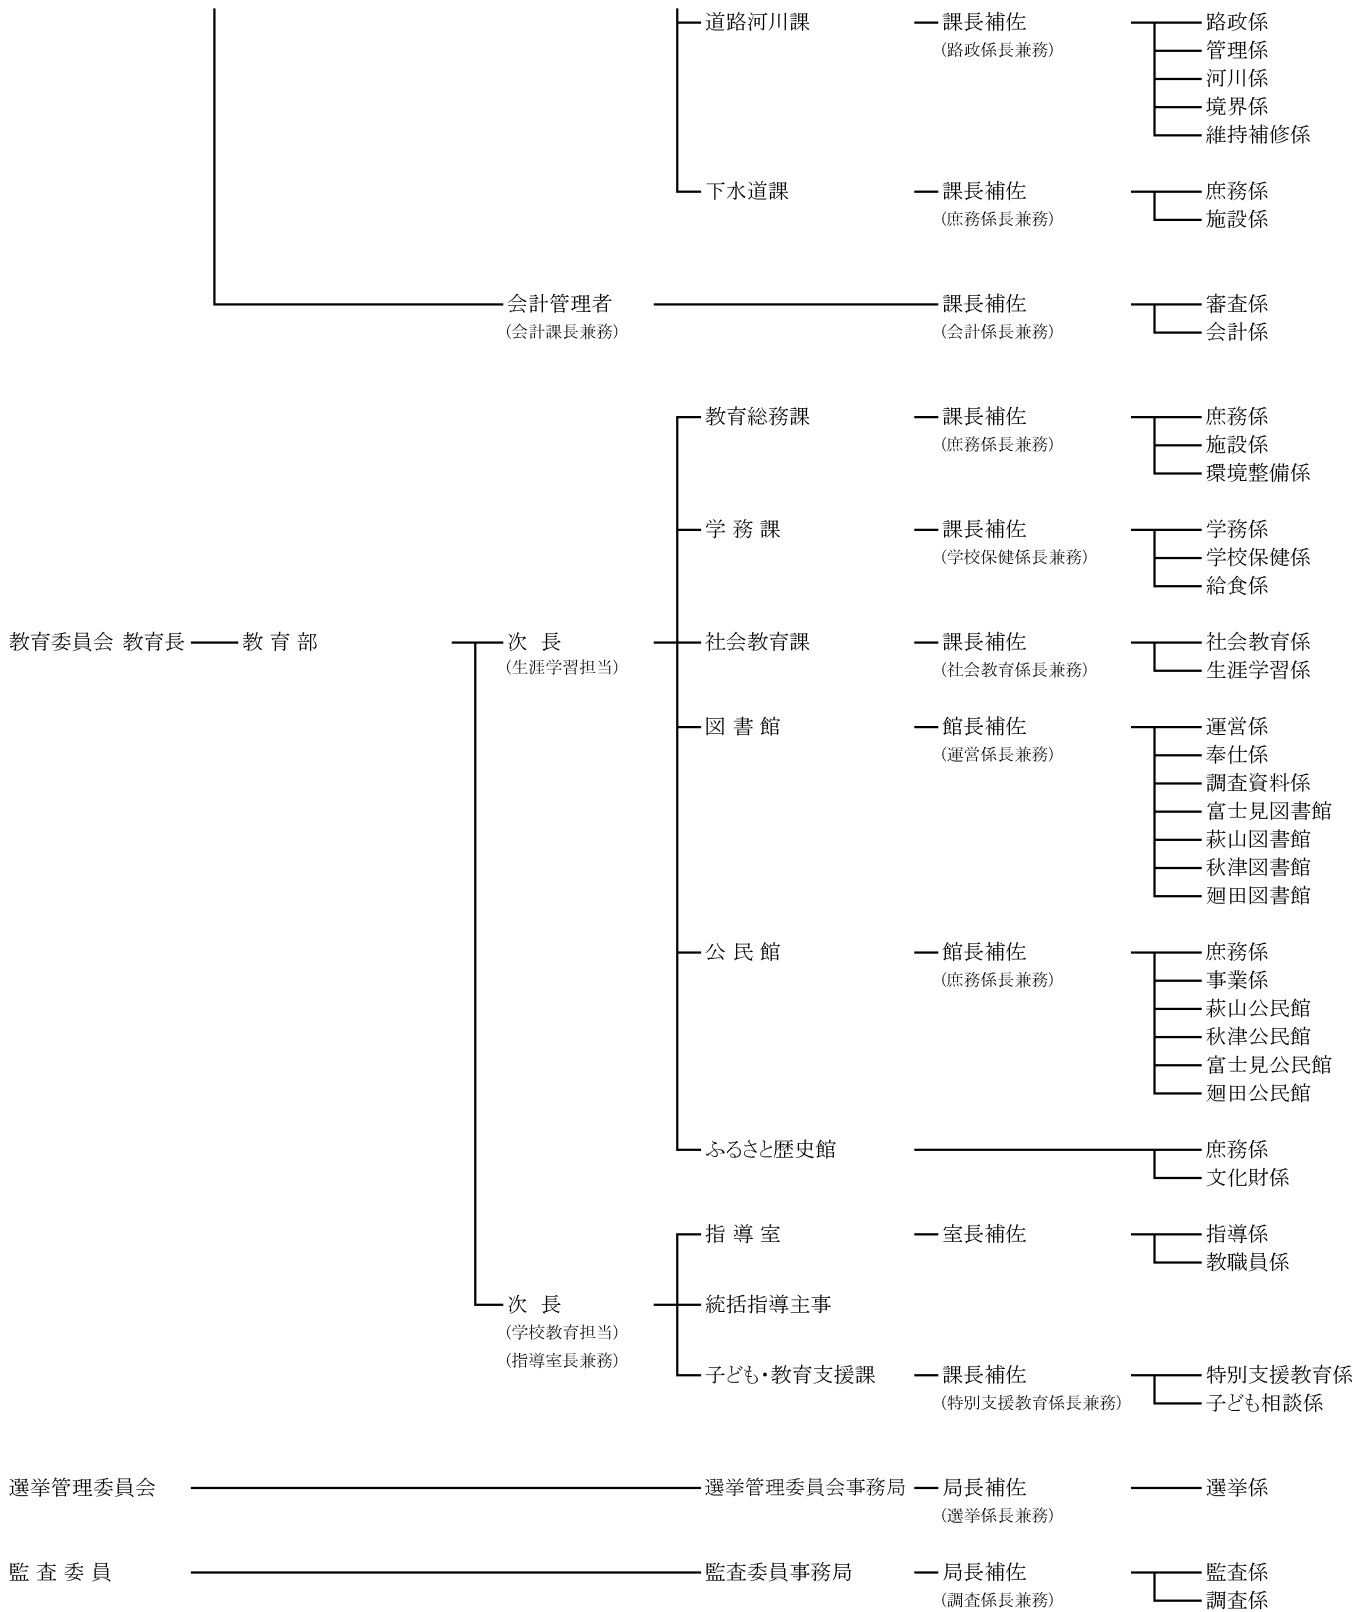 道路河川課 課長補佐 路政係
(路政係長兼務) 管理係
河川係
境界係
維持補修係
下水道課 課長補佐 庶務係
(庶務係長兼務) 施設係
会計管理者 課長補佐 審査係
(会計課長兼務) (会計係長兼務) 会計係
教育総務課 課長補佐 庶務係
(庶務係長兼務) 施設係
環境整備係
学 務 課 課長補佐 学務係
(学校保健係長兼務) 学校保健係
給食係
教育委員会 教育長 教 育 部 次 長 社会教育課 課長補佐 社会教育係
(生涯学習担当) (社会教育係長兼務) 生涯学習係
図 書 館 館長補佐 運営係
(運営係長兼務) 奉仕係
調査資料係
富士見図書館
萩山図書館
秋津図書館
廻田図書館
公 民 館 館長補佐 庶務係
(庶務係長兼務) 事業係
萩山公民館
秋津公民館
富士見公民館
廻田公民館
ふるさと歴史館 庶務係
文化財係
指 導 室 室長補佐 指導係
教職員係
次 長 統括指導主事
(学校教育担当)
(指導室長兼務)
子ども・教育支援課 課長補佐 特別支援教育係
(特別支援教育係長兼務) 子ども相談係
選挙管理委員会 選挙管理委員会事務局 局長補佐 選挙係
(選挙係長兼務)
監 査 委 員 監査委員事務局 局長補佐 監査係
(調査係長兼務) 調査係